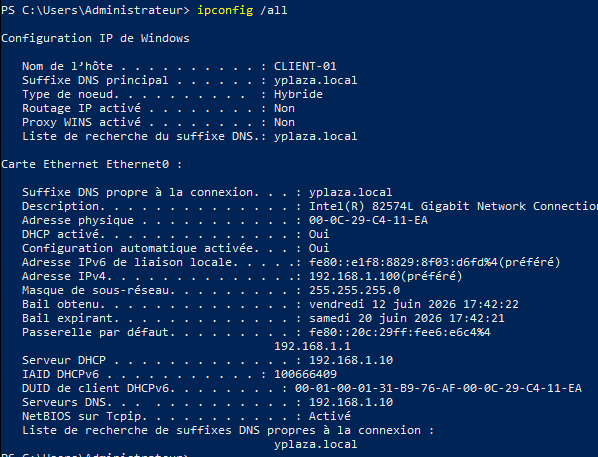 PS C:\Users\Administrateur> ipconfig /all
Configuration IP de Windows
Nom de l'hôte . . . . . . . . . . : CLIENT-01
Suffixe DNS principal . . . . . . : yplaza.local
Type de noeud. . . . . . . . . .  : Hybride
Routage IP activé . . . . . . . . : Non
Proxy WINS activé . . . . . . . . : Non
Liste de recherche du suffixe DNS.: yplaza.local
Carte Ethernet Ethernet0 :
Suffixe DNS propre à la connexion. . . : yplaza.local
Description. . . . . . . . . . . . . . : Intel(R) 82574L Gigabit Network Connection
Adresse physique . . . . . . . . . . . : 00-0C-29-C4-11-EA
DHCP activé. . . . . . . . . . . . . . : Oui
Configuration automatique activée. . . : Oui
Adresse IPv6 de liaison locale. . . . .: fe80::e1f8:8829:8f03:d6fd%4(préféré)
Adresse IPv4. . . . . . . . . . . . . .: 192.168.1.100(préféré)
Masque de sous-réseau. . . . . . . . . : 255.255.255.0
Bail obtenu. . . . . . . . . . . . . . : vendredi 12 juin 2026 17:42:22
Bail expirant. . . . . . . . . . . . . : samedi 20 juin 2026 17:42:21
Passerelle par défaut. . . . . . . . . : fe80::20c:29ff:fee6:e6c4%4
192.168.1.1
Serveur DHCP . . . . . . . . . . . . . : 192.168.1.10
IAID DHCPv6 . . . . . . . . . . . : 100666409
DUID de client DHCPv6. . . . . . . . : 00-01-00-01-31-B9-76-AF-00-0C-29-C4-11-EA
Serveurs DNS. . . . . . . . . . . . . : 192.168.1.10
NetBIOS sur Tcpip. . . . . . . . . . . : Activé
Liste de recherche de suffixes DNS propres à la connexion :
yplaza.local
PS C:\Users\Administrateur>